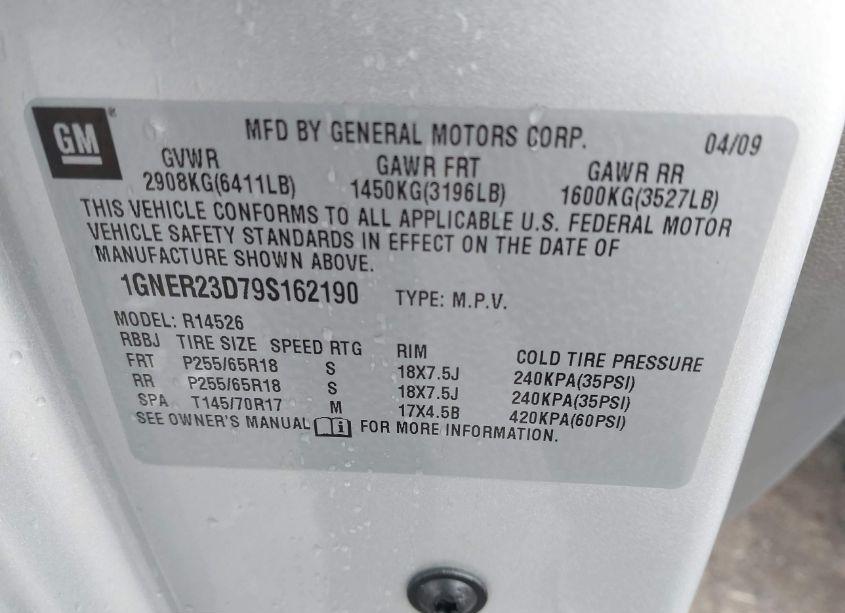 GM
MFD BY GENERAL MOTORS CORP. 04/09
GVWR GAWR FRT GAWR RR
2908KG(6411LB) 1450KG(3196LB) 1600KG(3527LB)
THIS VEHICLE CONFORMS TO ALL APPLICABLE U.S. FEDERAL MOTOR
VEHICLE SAFETY STANDARDS IN EFFECT ON THE DATE OF
MANUFACTURE SHOWN ABOVE.
1GNER23D79S162190 TYPE: M.P.V.
MODEL: R14526
RBBJ TIRE SIZE SPEED RTG RIM COLD TIRE PRESSURE
FRT P255/65R18 S 18X7.5J 240KPA(35PSI)
RR P255/65R18 S 18X7.5J 240KPA(35PSI)
SPA T145/70R17 M 17X4.5B 420KPA(60PSI)
SEE OWNER'S MANUAL i FOR MORE INFORMATION.